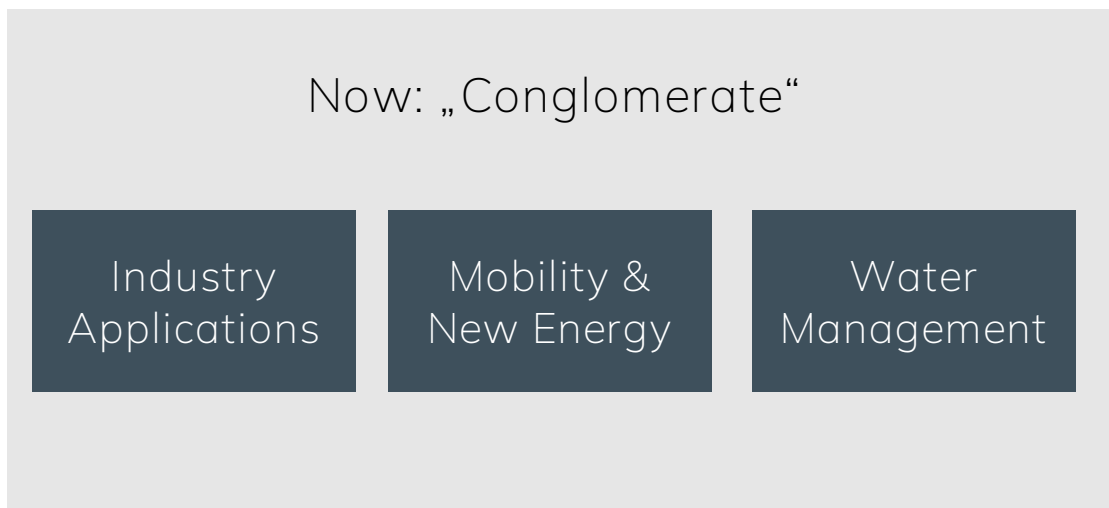 Now: „Conglomerate“
Industry
Applications
Mobility &
New Energy
Water
Management